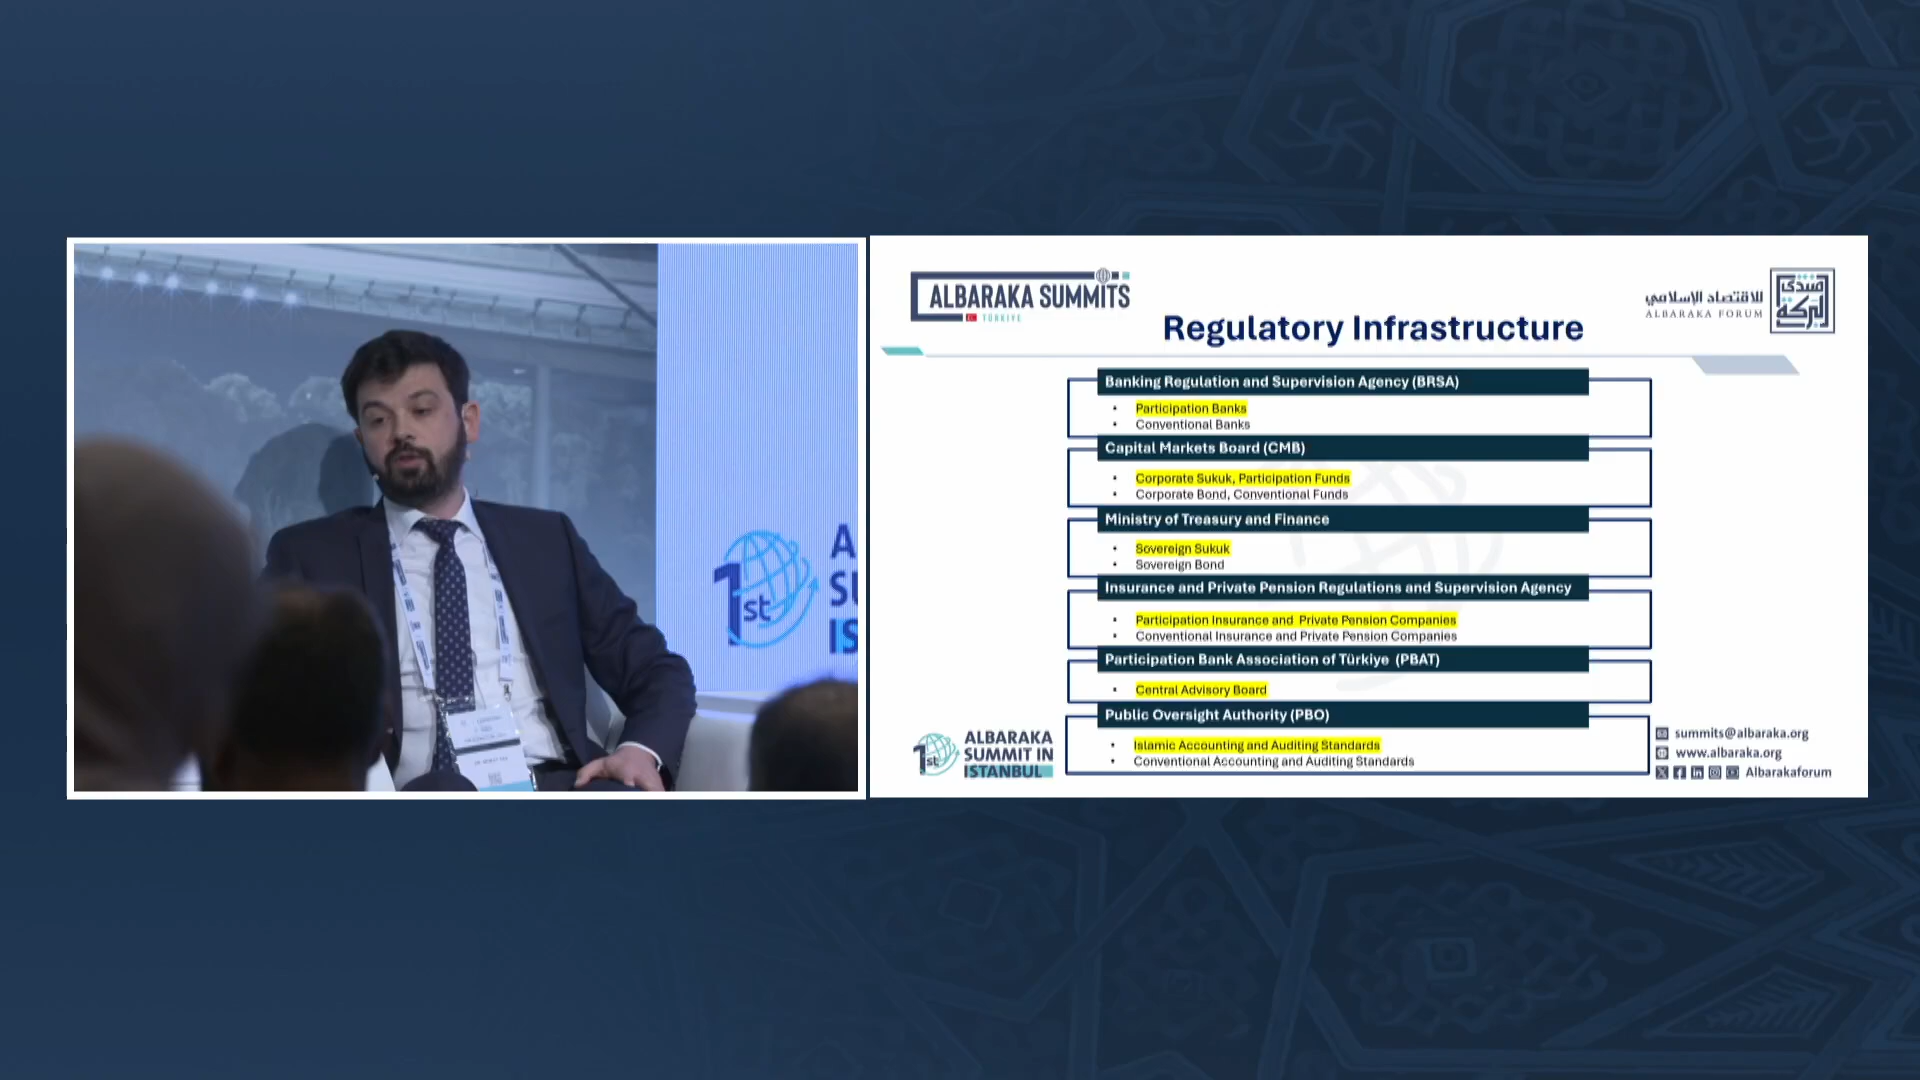 1st
A
SU
IS
ALBARAKA SUMMITS
TÜRKİYE
للاقتصاد الإسلامي
ALBARAKA FORUM
منتدى
البركة
Regulatory Infrastructure
Banking Regulation and Supervision Agency (BRSA)
• Participation Banks
• Conventional Banks
Capital Markets Board (CMB)
• Corporate Sukuk, Participation Funds
• Corporate Bond, Conventional Funds
Ministry of Treasury and Finance
• Sovereign Sukuk
• Sovereign Bond
Insurance and Private Pension Regulations and Supervision Agency
• Participation Insurance and Private Pension Companies
• Conventional Insurance and Private Pension Companies
Participation Bank Association of Türkiye (PBAT)
• Central Advisory Board
Public Oversight Authority (PBO)
• Islamic Accounting and Auditing Standards
• Conventional Accounting and Auditing Standards
1st
ALBARAKA
SUMMIT IN
ISTANBUL
summits@albaraka.org
www.albaraka.org
Albarakaforum